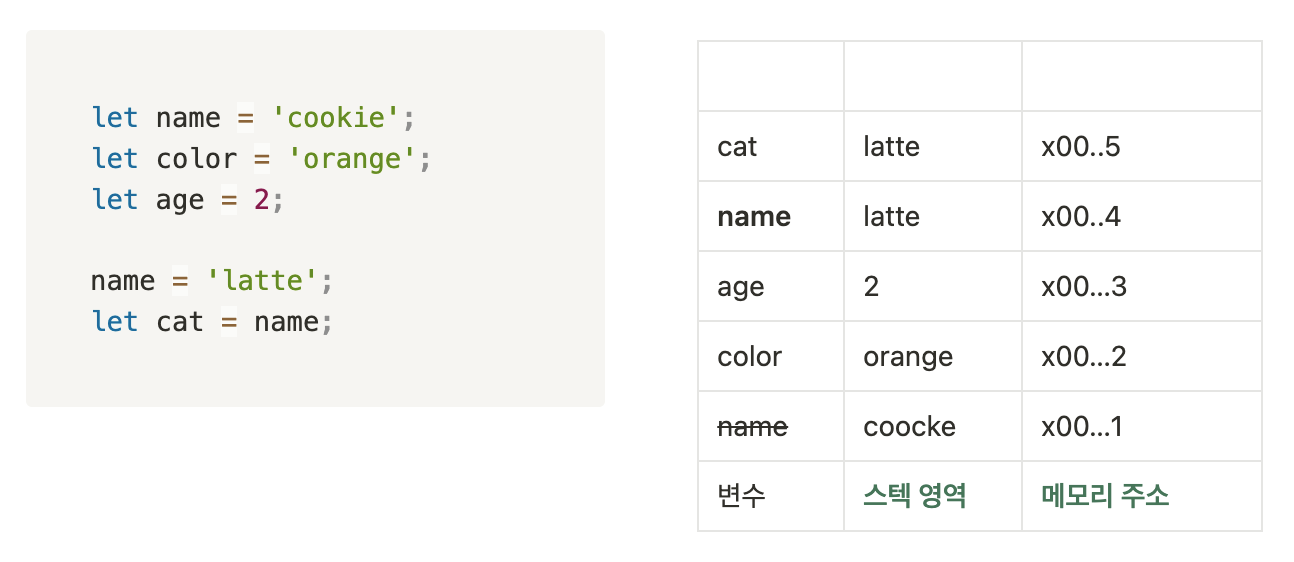 let name = 'cookie';
let color = 'orange';
let age = 2;
name = 'latte';
let cat = name;
cat latte x00..5
name latte x00..4
age 2 x00...3
color orange x00...2
name coocke x00...1
변수 스텍 영역 메모리 주소